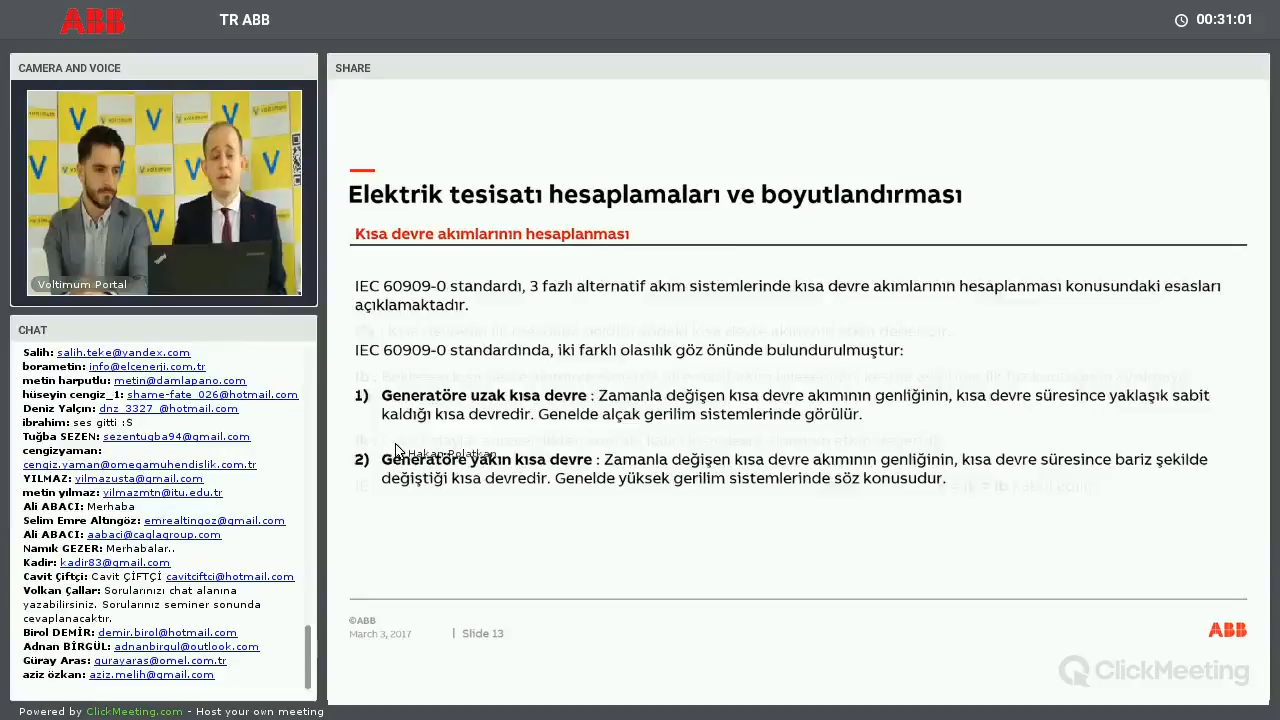 ABB
TR ABB
00:31:01
CAMERA AND VOICE
Voltimum Portal
CHAT
Salih: salih.teke@yandex.com
borametin: info@elcenerji.com.tr
metin harputlu: metin@damlapano.com
hüseyin cengiz_1: shame-fate_026@hotmail.com
Deniz Yalçın: dnz_3327_@hotmail.com
ibrahim: ses gitti :S
Tuğba SEZEN: sezentugba94@gmail.com
cengizyaman:
cengiz.yaman@omegamuhendislik.com.tr
YILMAZ: yilmazusta@gmail.com
metin yılmaz: yilmazmtn@itu.edu.tr
Ali ABACI: Merhaba
Selim Emre Altıngöz: emrealtingoz@gmail.com
Ali ABACI: aabaci@caglagroup.com
Namık GEZER: Merhabalar..
Kadir: kadir83@gmail.com
Cavit Çiftçi: Cavit ÇİFTÇİ cavitciftci@hotmail.com
Volkan Çallar: Sorularınızı chat alanına
yazabilirsiniz. Sorularınız seminer sonunda
cevaplanacaktır.
Birol DEMİR: demir.birol@hotmail.com
Adnan BİRGÜL: adnanbirgul@outlook.com
Güray Aras: gurayaras@omel.com.tr
aziz özkan: aziz.melih@gmail.com
SHARE
Elektrik tesisatı hesaplamaları ve boyutlandırması
Kısa devre akımlarının hesaplanması
IEC 60909-0 standardı, 3 fazlı alternatif akım sistemlerinde kısa devre akımlarının hesaplanması konusundaki esasları
açıklamaktadır.
IEC 60909-0 standardında, iki farklı olasılık göz önünde bulundurulmuştur:
1) Generatöre uzak kısa devre : Zamanla değişen kısa devre akımının genliğinin, kısa devre süresince yaklaşık sabit
kaldığı kısa devredir. Genelde alçak gerilim sistemlerinde görülür.
Hakan Polatkan
2) Generatöre yakın kısa devre : Zamanla değişen kısa devre akımının genliğinin, kısa devre süresince bariz şekilde
değiştiği kısa devredir. Genelde yüksek gerilim sistemlerinde söz konusudur.
©ABB
March 3, 2017 | Slide 13
ABB
ClickMeeting
Powered by ClickMeeting.com - Host your own meeting